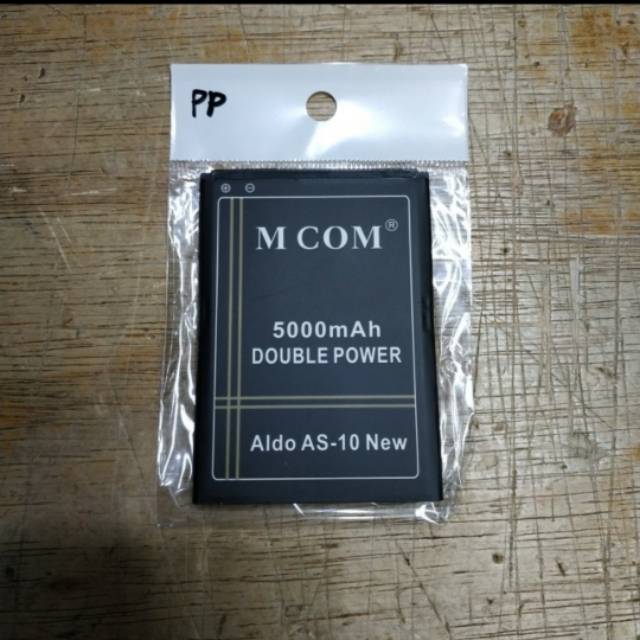 PP
M COM®
5000mAh
DOUBLE POWER
Aldo AS-10 New